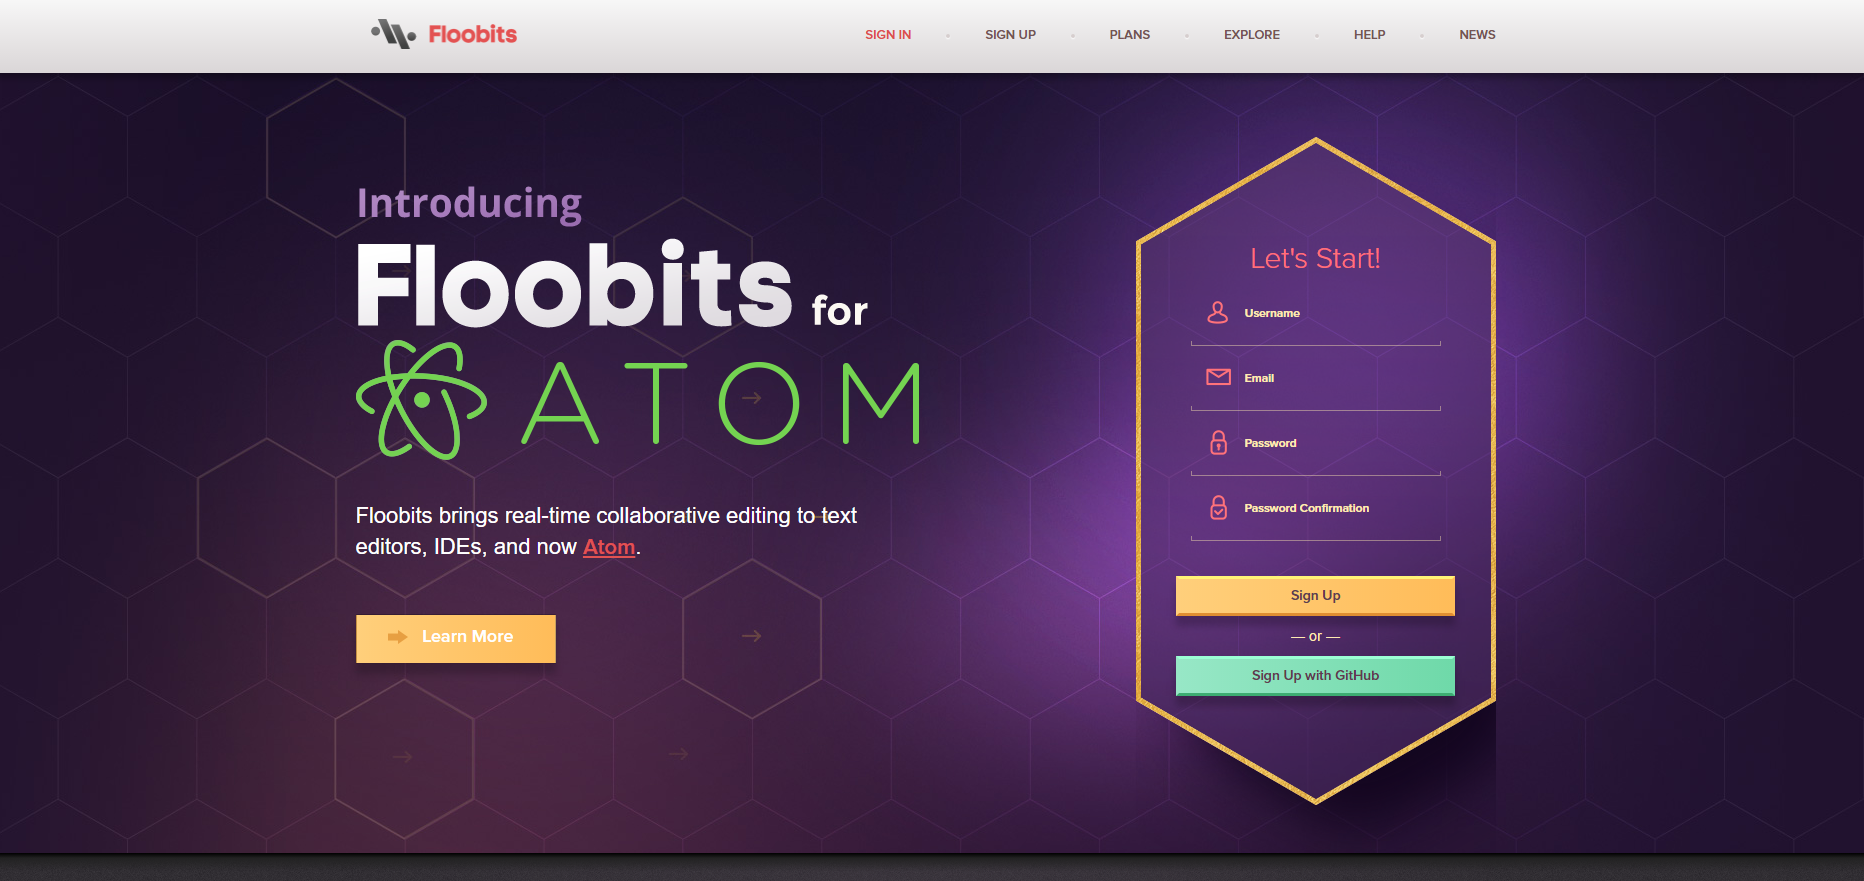 Floobits
SIGN IN
SIGN UP
PLANS
EXPLORE
HELP
NEWS
Introducing
Floobits for
ATOM
Floobits brings real-time collaborative editing to text
editors, IDEs, and now Atom.
Learn More
Let's Start!
Username
Email
Password
Password Confirmation
Sign Up
— or —
Sign Up with GitHub